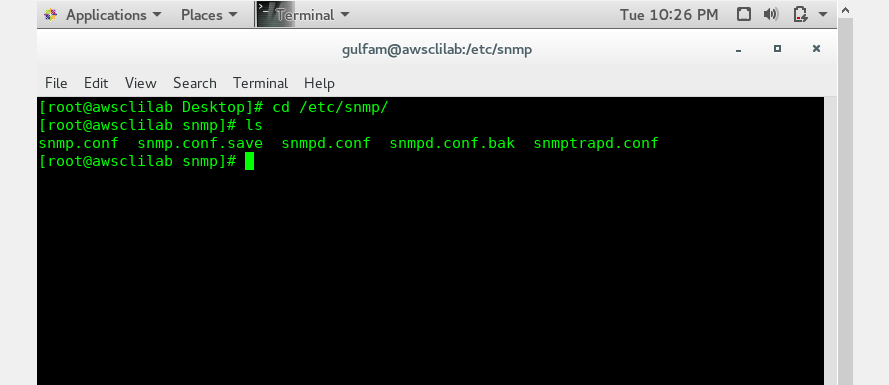 Applications Places Terminal Tue 10:26 PM
gulfam@awsclilab:/etc/snmp
File Edit View Search Terminal Help
[root@awsclilab Desktop]# cd /etc/snmp/
[root@awsclilab snmp]# ls
snmp.conf  snmp.conf.save  snmpd.conf  snmpd.conf.bak  snmptrapd.conf
[root@awsclilab snmp]#